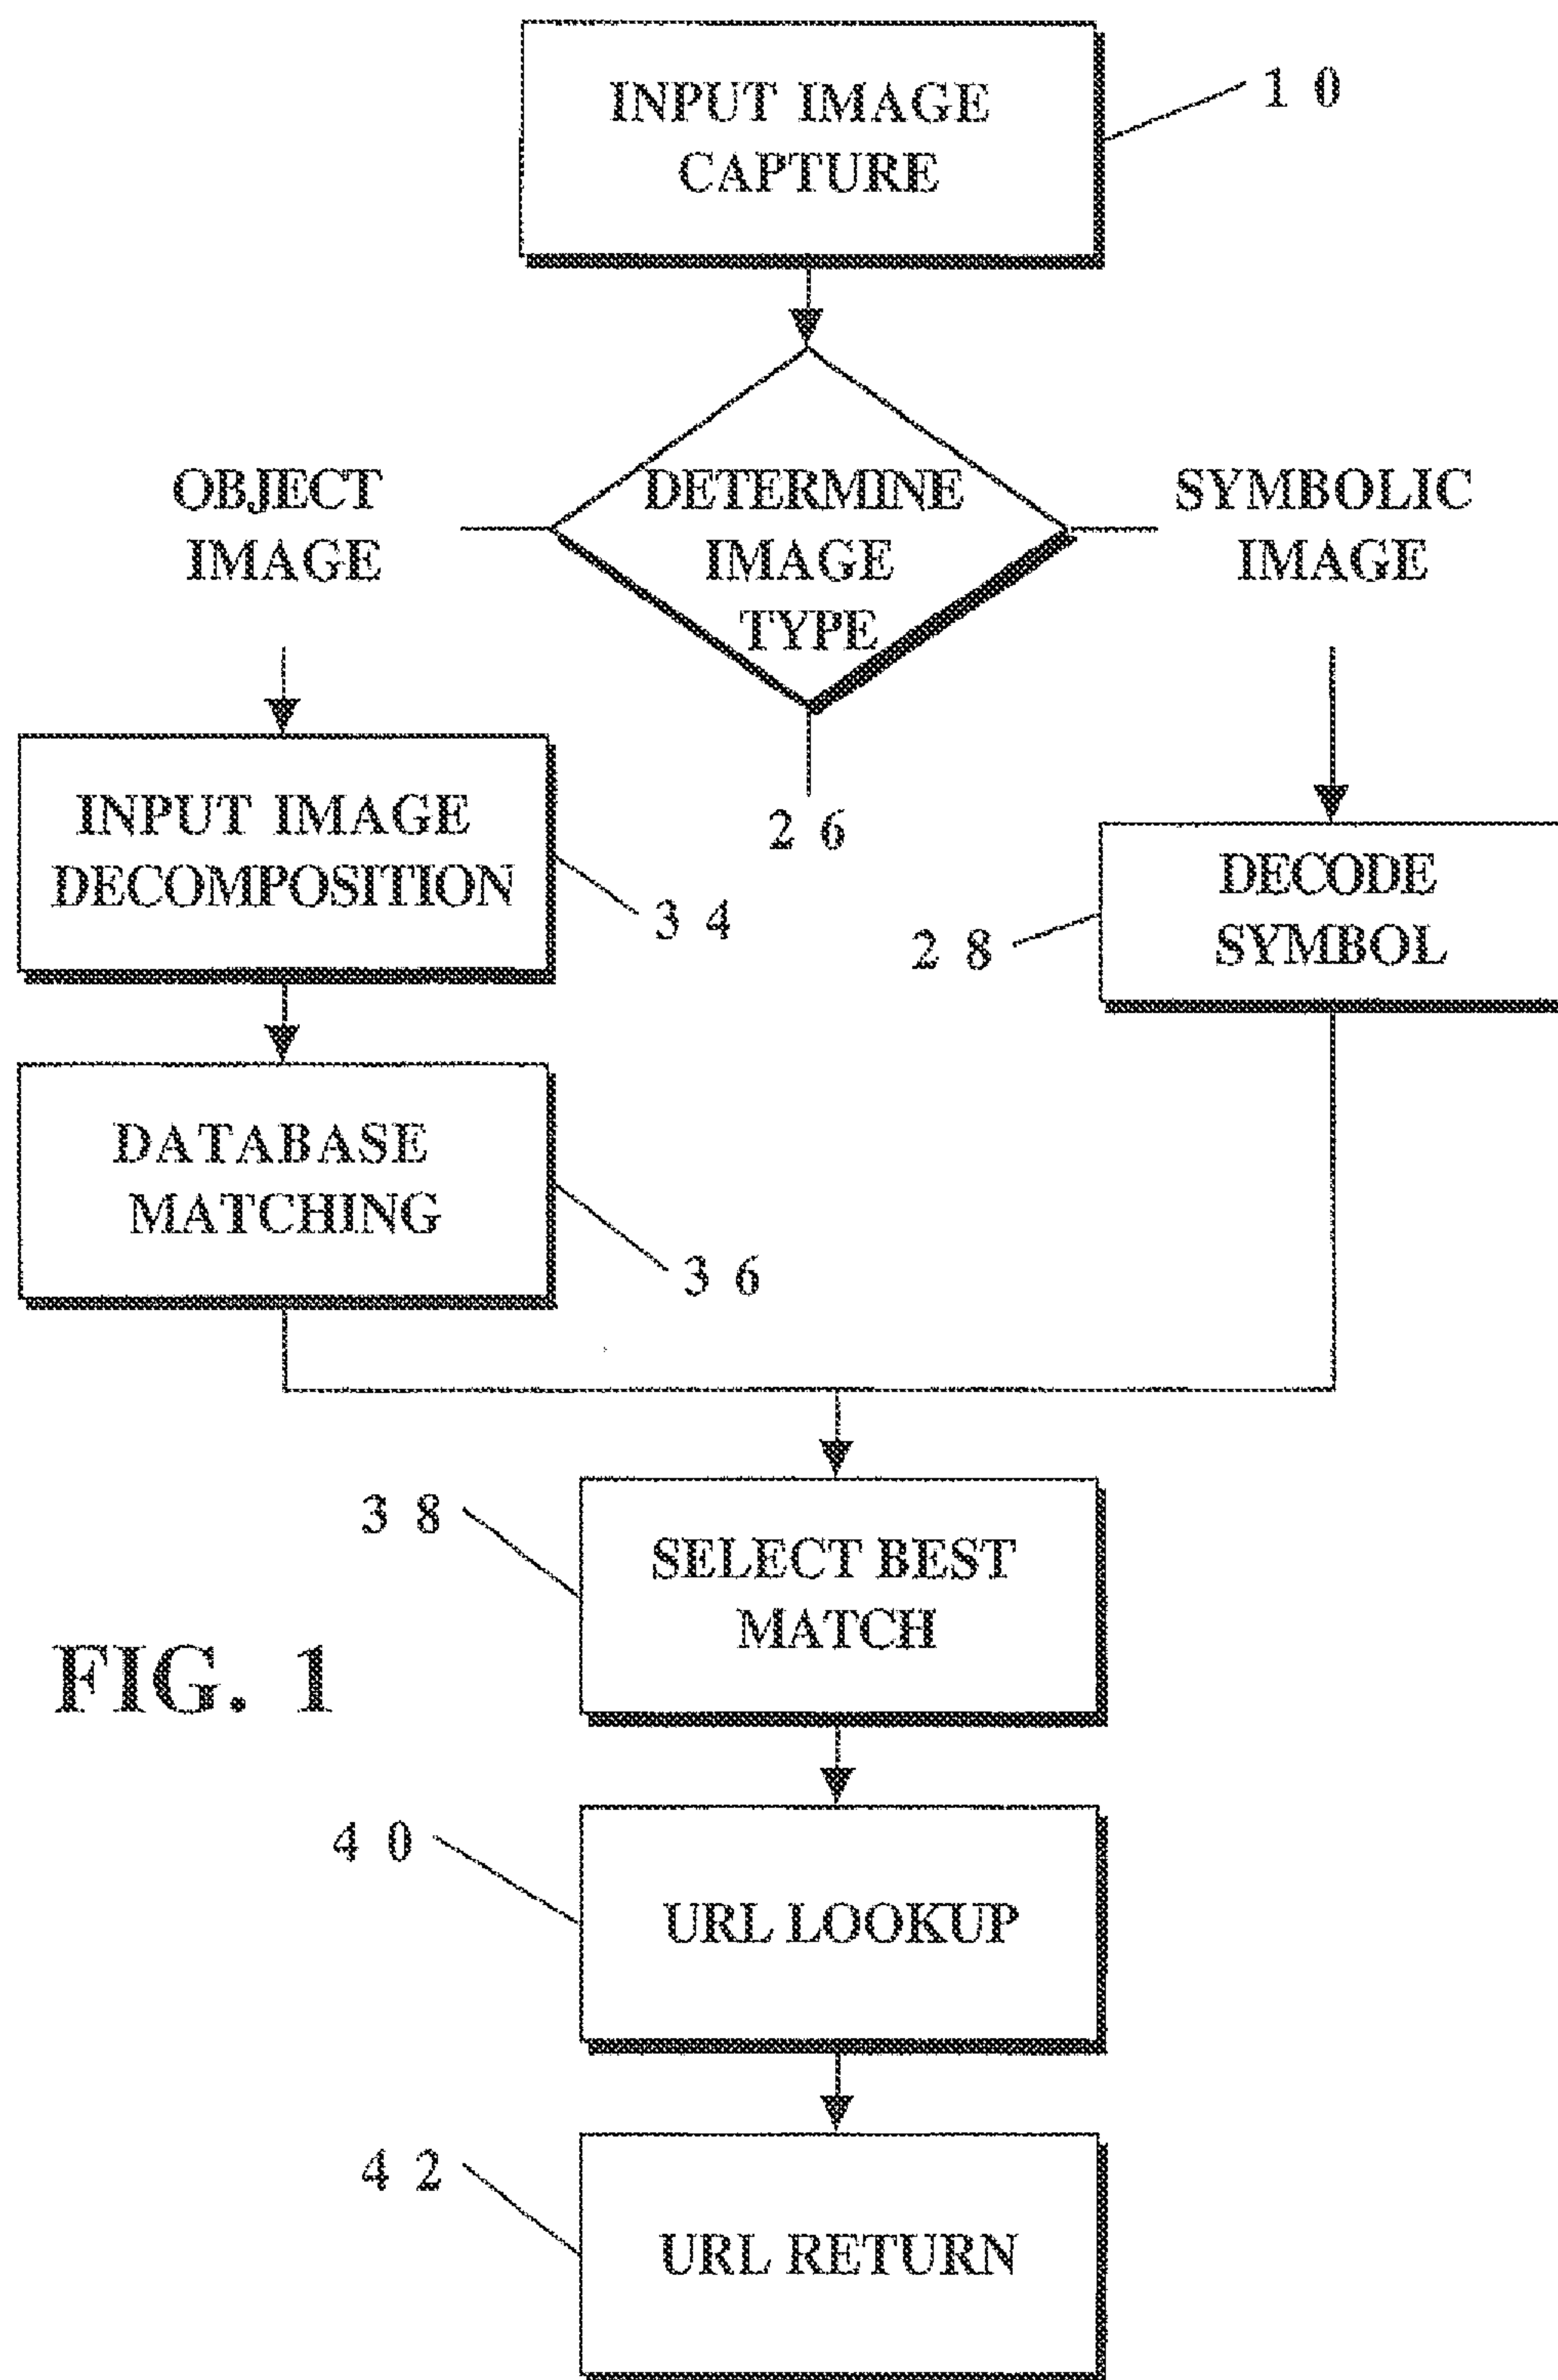 INPUT IMAGE
CAPTURE
1 0
OBJECT
IMAGE
DETERMINE
IMAGE
TYPE
SYMBOLIC
IMAGE
2 6
INPUT IMAGE
DECOMPOSITION
3 4
2 8
DECODE
SYMBOL
DATABASE
MATCHING
3 6
3 8
SELECT BEST
MATCH
FIG. 1
4 0
URL LOOKUP
4 2
URL RETURN